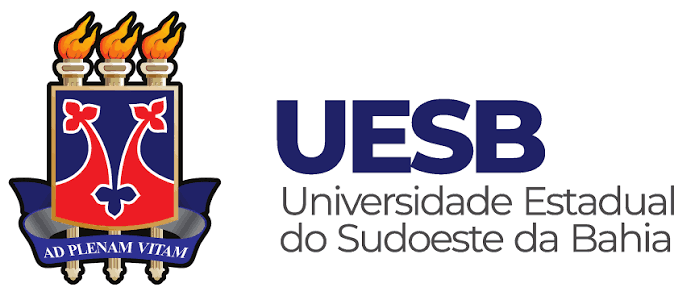 AD PLENAM VITAM
UESB
Universidade Estadual
do Sudoeste da Bahia